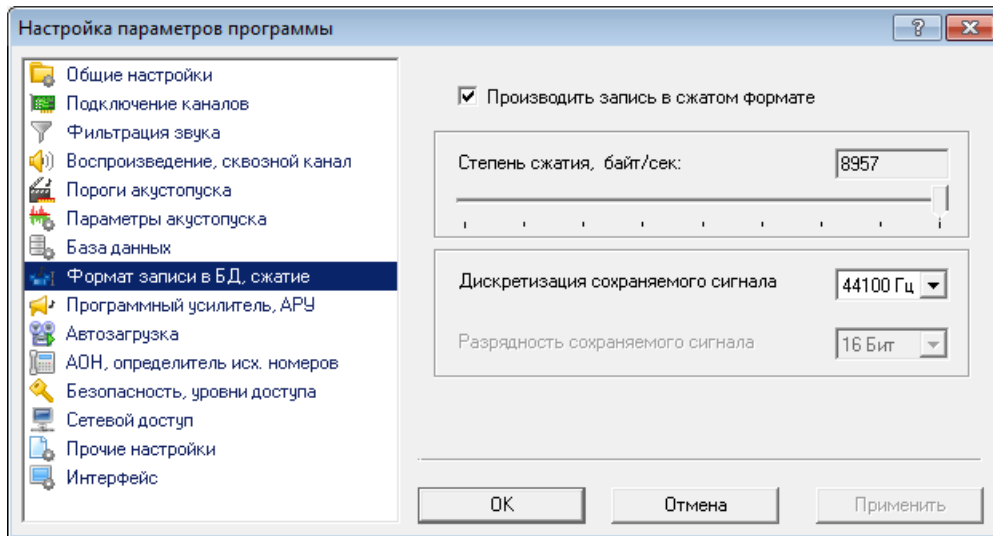 Настройка параметров программы
Общие настройки
Подключение каналов
Фильтрация звука
Воспроизведение, сквозной канал
Пороги акустопуска
Параметры акустопуска
База данных
Формат записи в БД, сжатие
Программный усилитель, АРУ
Автозагрузка
АОН, определитель исх. номеров
Безопасность, уровни доступа
Сетевой доступ
Прочие настройки
Интерфейс
Производить запись в сжатом формате
Степень сжатия, байт/сек: 8957
Дискретизация сохраняемого сигнала 44100 Гц
Разрядность сохраняемого сигнала 16 Бит
OK Отмена Применить